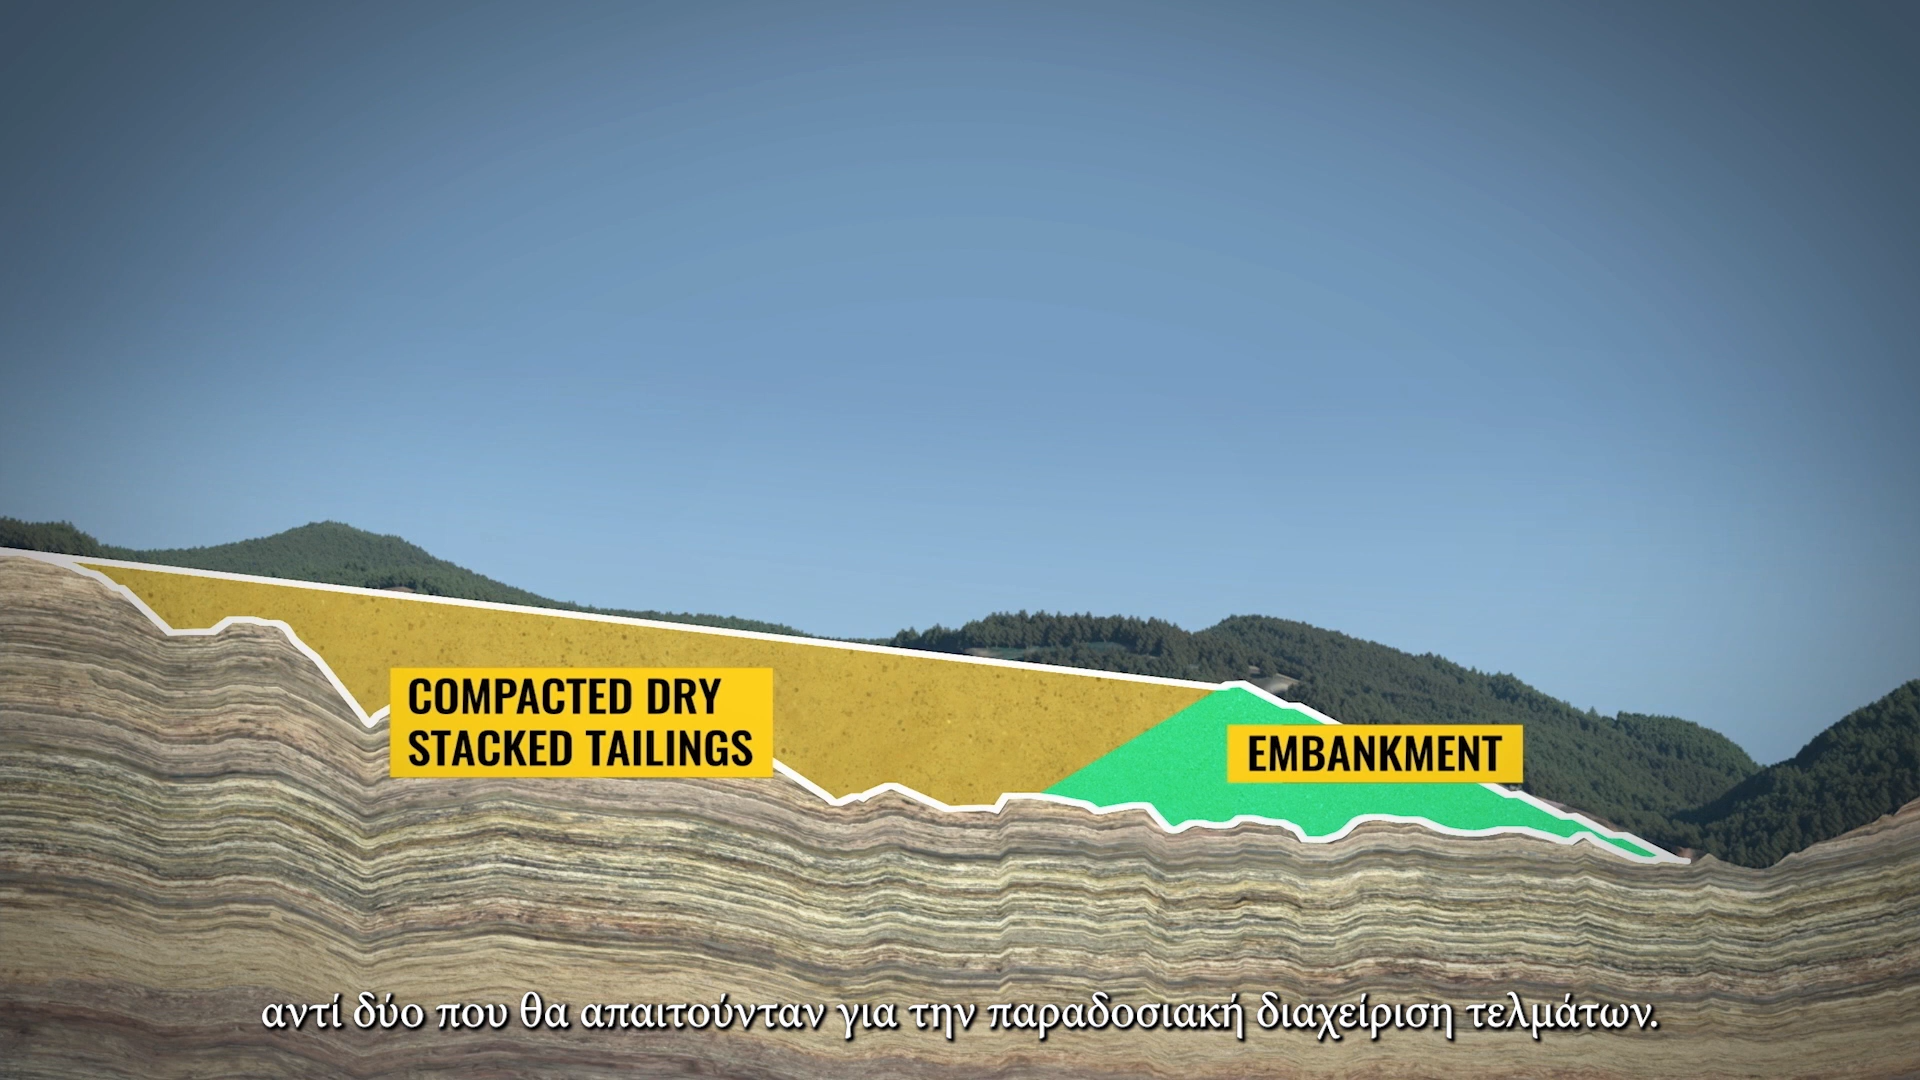 COMPACTED DRY
STACKED TAILINGS
EMBANKMENT
αντί δύο που θα απαιτούνταν για την παραδοσιακή διαχείριση τελμάτων.